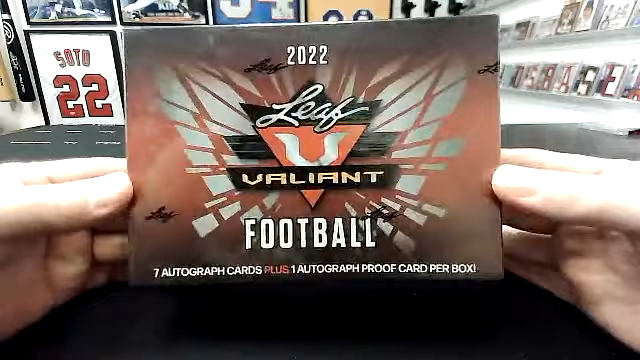 SOTO
22
2022
Leaf
Leaf
Leaf
VALIANT
Leaf
Leaf
FOOTBALL
7 AUTOGRAPH CARDS PLUS 1 AUTOGRAPH PROOF CARD PER BOX!